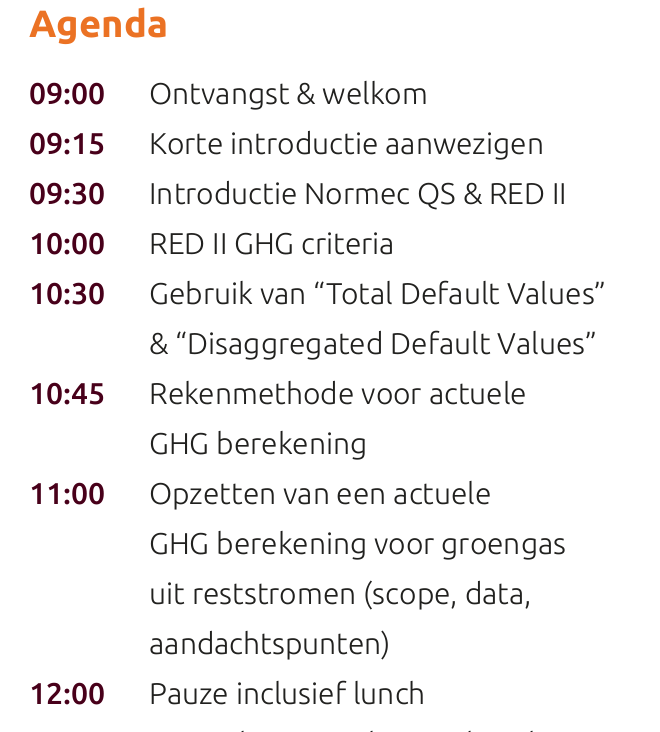 Agenda
09:00 Ontvangst & welkom
09:15 Korte introductie aanwezigen
09:30 Introductie Normec QS & RED II
10:00 RED II GHG criteria
10:30 Gebruik van “Total Default Values”
& “Disaggregated Default Values”
10:45 Rekenmethode voor actuele
GHG berekening
11:00 Opzetten van een actuele
GHG berekening voor groengas
uit reststromen (scope, data,
aandachtspunten)
12:00 Pauze inclusief lunch